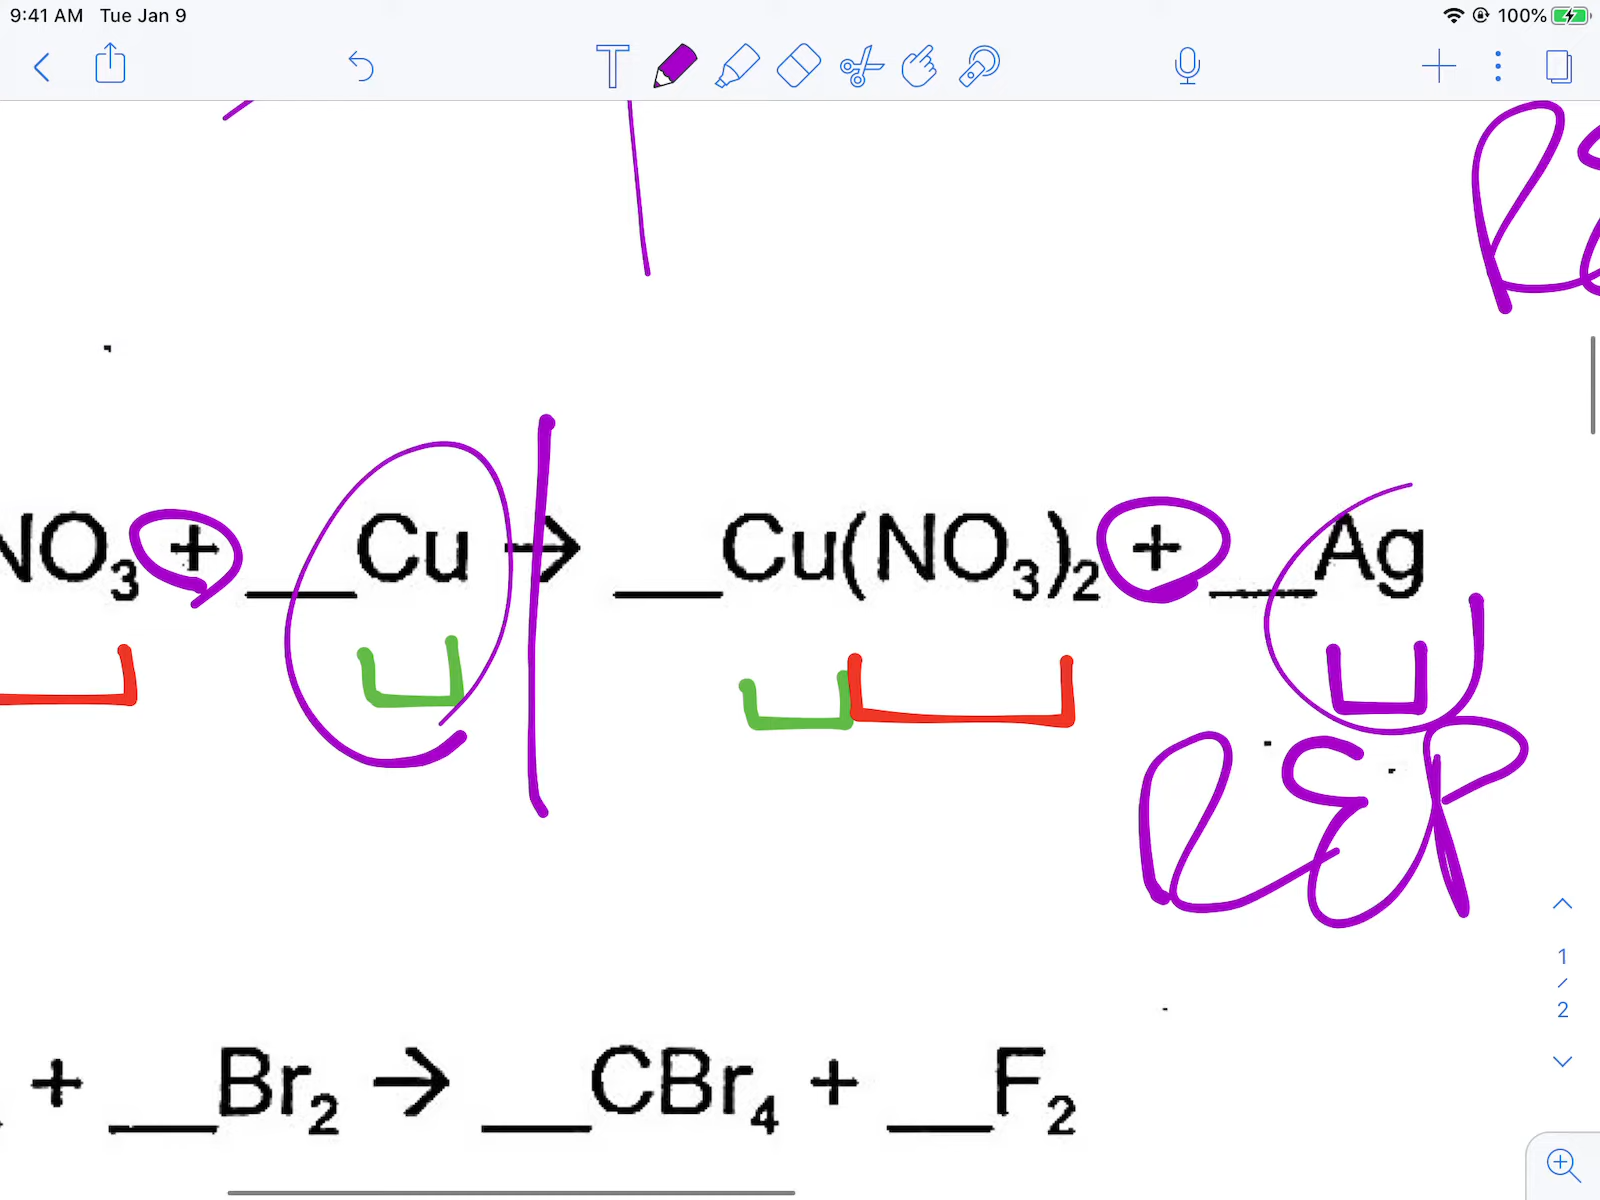 9:41 AM Tue Jan 9 100%
T
NO₃ + __Cu → __Cu(NO₃)₂ + __Ag
REP
1
/
2
+ __Br₂ → __CBr₄ + __F₂